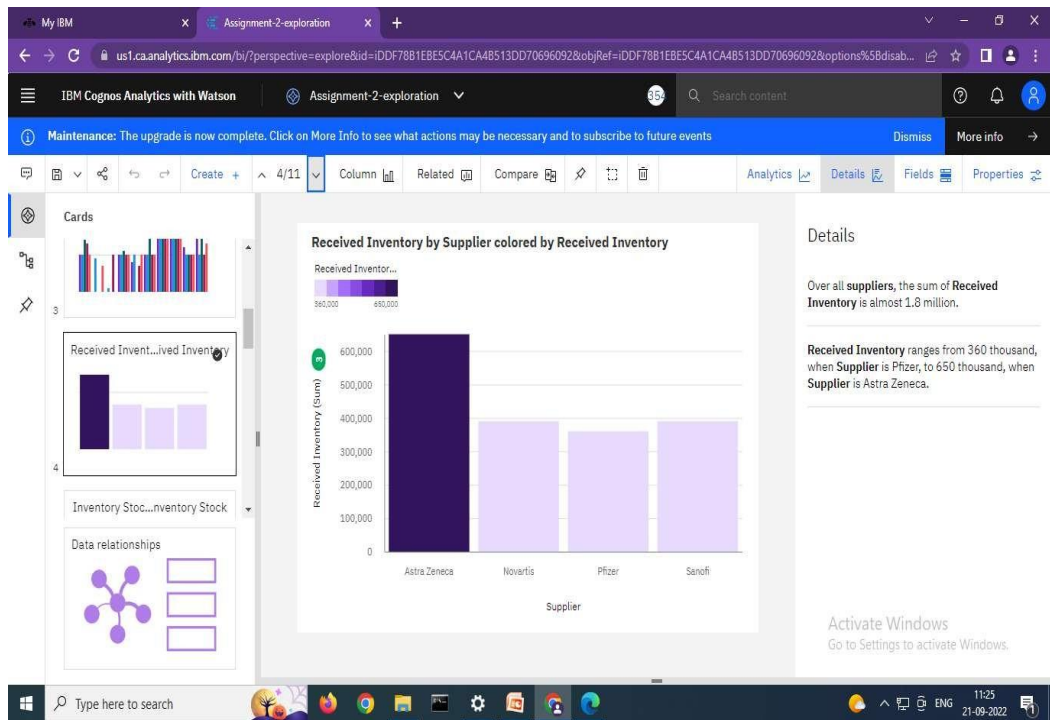 My IBM
Assignment-2-exploration
us1.ca.analytics.ibm.com/bi/?perspective=explore&id=iDDF78B1EBE5C4A1CA4B513DD70696092&objRef=iDDF78B1EBE5C4A1CA4B513DD70696092&options%5Bdisab...
IBM Cognos Analytics with Watson
Assignment-2-exploration
354
Search content
Maintenance: The upgrade is now complete. Click on More Info to see what actions may be necessary and to subscribe to future events
Dismiss
More info
Create +
4/11
Column
Related
Compare
Analytics
Details
Fields
Properties
Cards
3
Received Invent...ived Inventory
4
Inventory Stoc...nventory Stock
Data relationships
Received Inventory by Supplier colored by Received Inventory
Received Inventor...
360,000 650,000
3
Received Inventory (Sum)
600,000
500,000
400,000
300,000
200,000
100,000
0
Astra Zeneca Novartis Pfizer Sanofi
Supplier
Details
Over all suppliers, the sum of Received
Inventory is almost 1.8 million.
Received Inventory ranges from 360 thousand,
when Supplier is Pfizer, to 650 thousand, when
Supplier is Astra Zeneca.
Activate Windows
Go to Settings to activate Windows.
Type here to search
ENG
11:25
21-09-2022
1